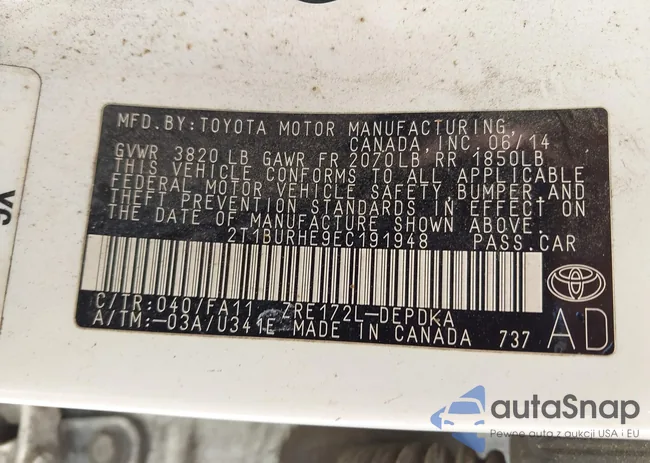 MFD.BY:TOYOTA MOTOR MANUFACTURING,
CANADA, INC. 06/14
GVWR 3820 LB GAWR FR 2070LB RR 1850LB
THIS VEHICLE CONFORMS TO ALL APPLICABLE
FEDERAL MOTOR VEHICLE SAFETY, BUMPER AND
THEFT PREVENTION STANDARDS IN EFFECT ON
THE DATE OF MANUFACTURE SHOWN ABOVE.
2T1BURHE9EC191948 PASS.CAR
C/TR:040/FA11 ZRE172L-DEPDKA
A/TM:-03A/U341E MADE IN CANADA 737 AD
autaSnap
Pewne auta z aukcji USA i EU